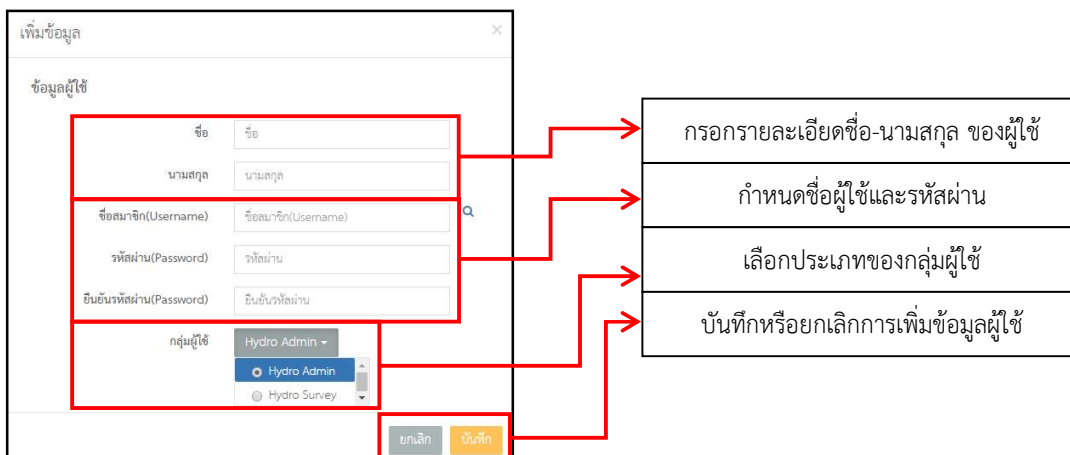 เพิ่มข้อมูล ×
ข้อมูลผู้ใช้
ชื่อ ชื่อ
นามสกุล นามสกุล
ชื่อสมาชิก(Username) ชื่อสมาชิก(Username)
รหัสผ่าน(Password) รหัสผ่าน
ยืนยันรหัสผ่าน(Password) ยืนยันรหัสผ่าน
กลุ่มผู้ใช้ Hydro Admin
Hydro Admin
Hydro Survey
ยกเลิก บันทึก
กรอกรายละเอียดชื่อ-นามสกุล ของผู้ใช้
กำหนดชื่อผู้ใช้และรหัสผ่าน
เลือกประเภทของกลุ่มผู้ใช้
บันทึกหรือยกเลิกการเพิ่มข้อมูลผู้ใช้